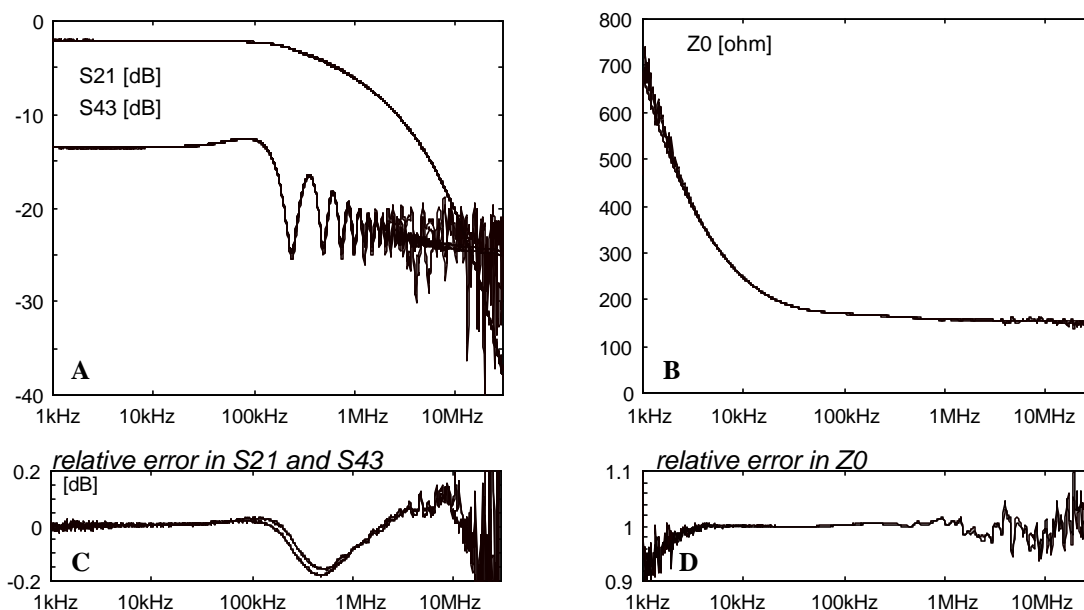 0
S21 [dB]
S43 [dB]
-10
-20
-30
-40
A
1kHz 10kHz 100kHz 1MHz 10MHz
800
Z0 [ohm]
700
600
500
400
300
200
100
0
B
1kHz 10kHz 100kHz 1MHz 10MHz
relative error in S21 and S43
0.2
[dB]
0
-0.2
C
1kHz 10kHz 100kHz 1MHz 10MHz
relative error in Z0
1.1
1
0.9
D
1kHz 10kHz 100kHz 1MHz 10MHz